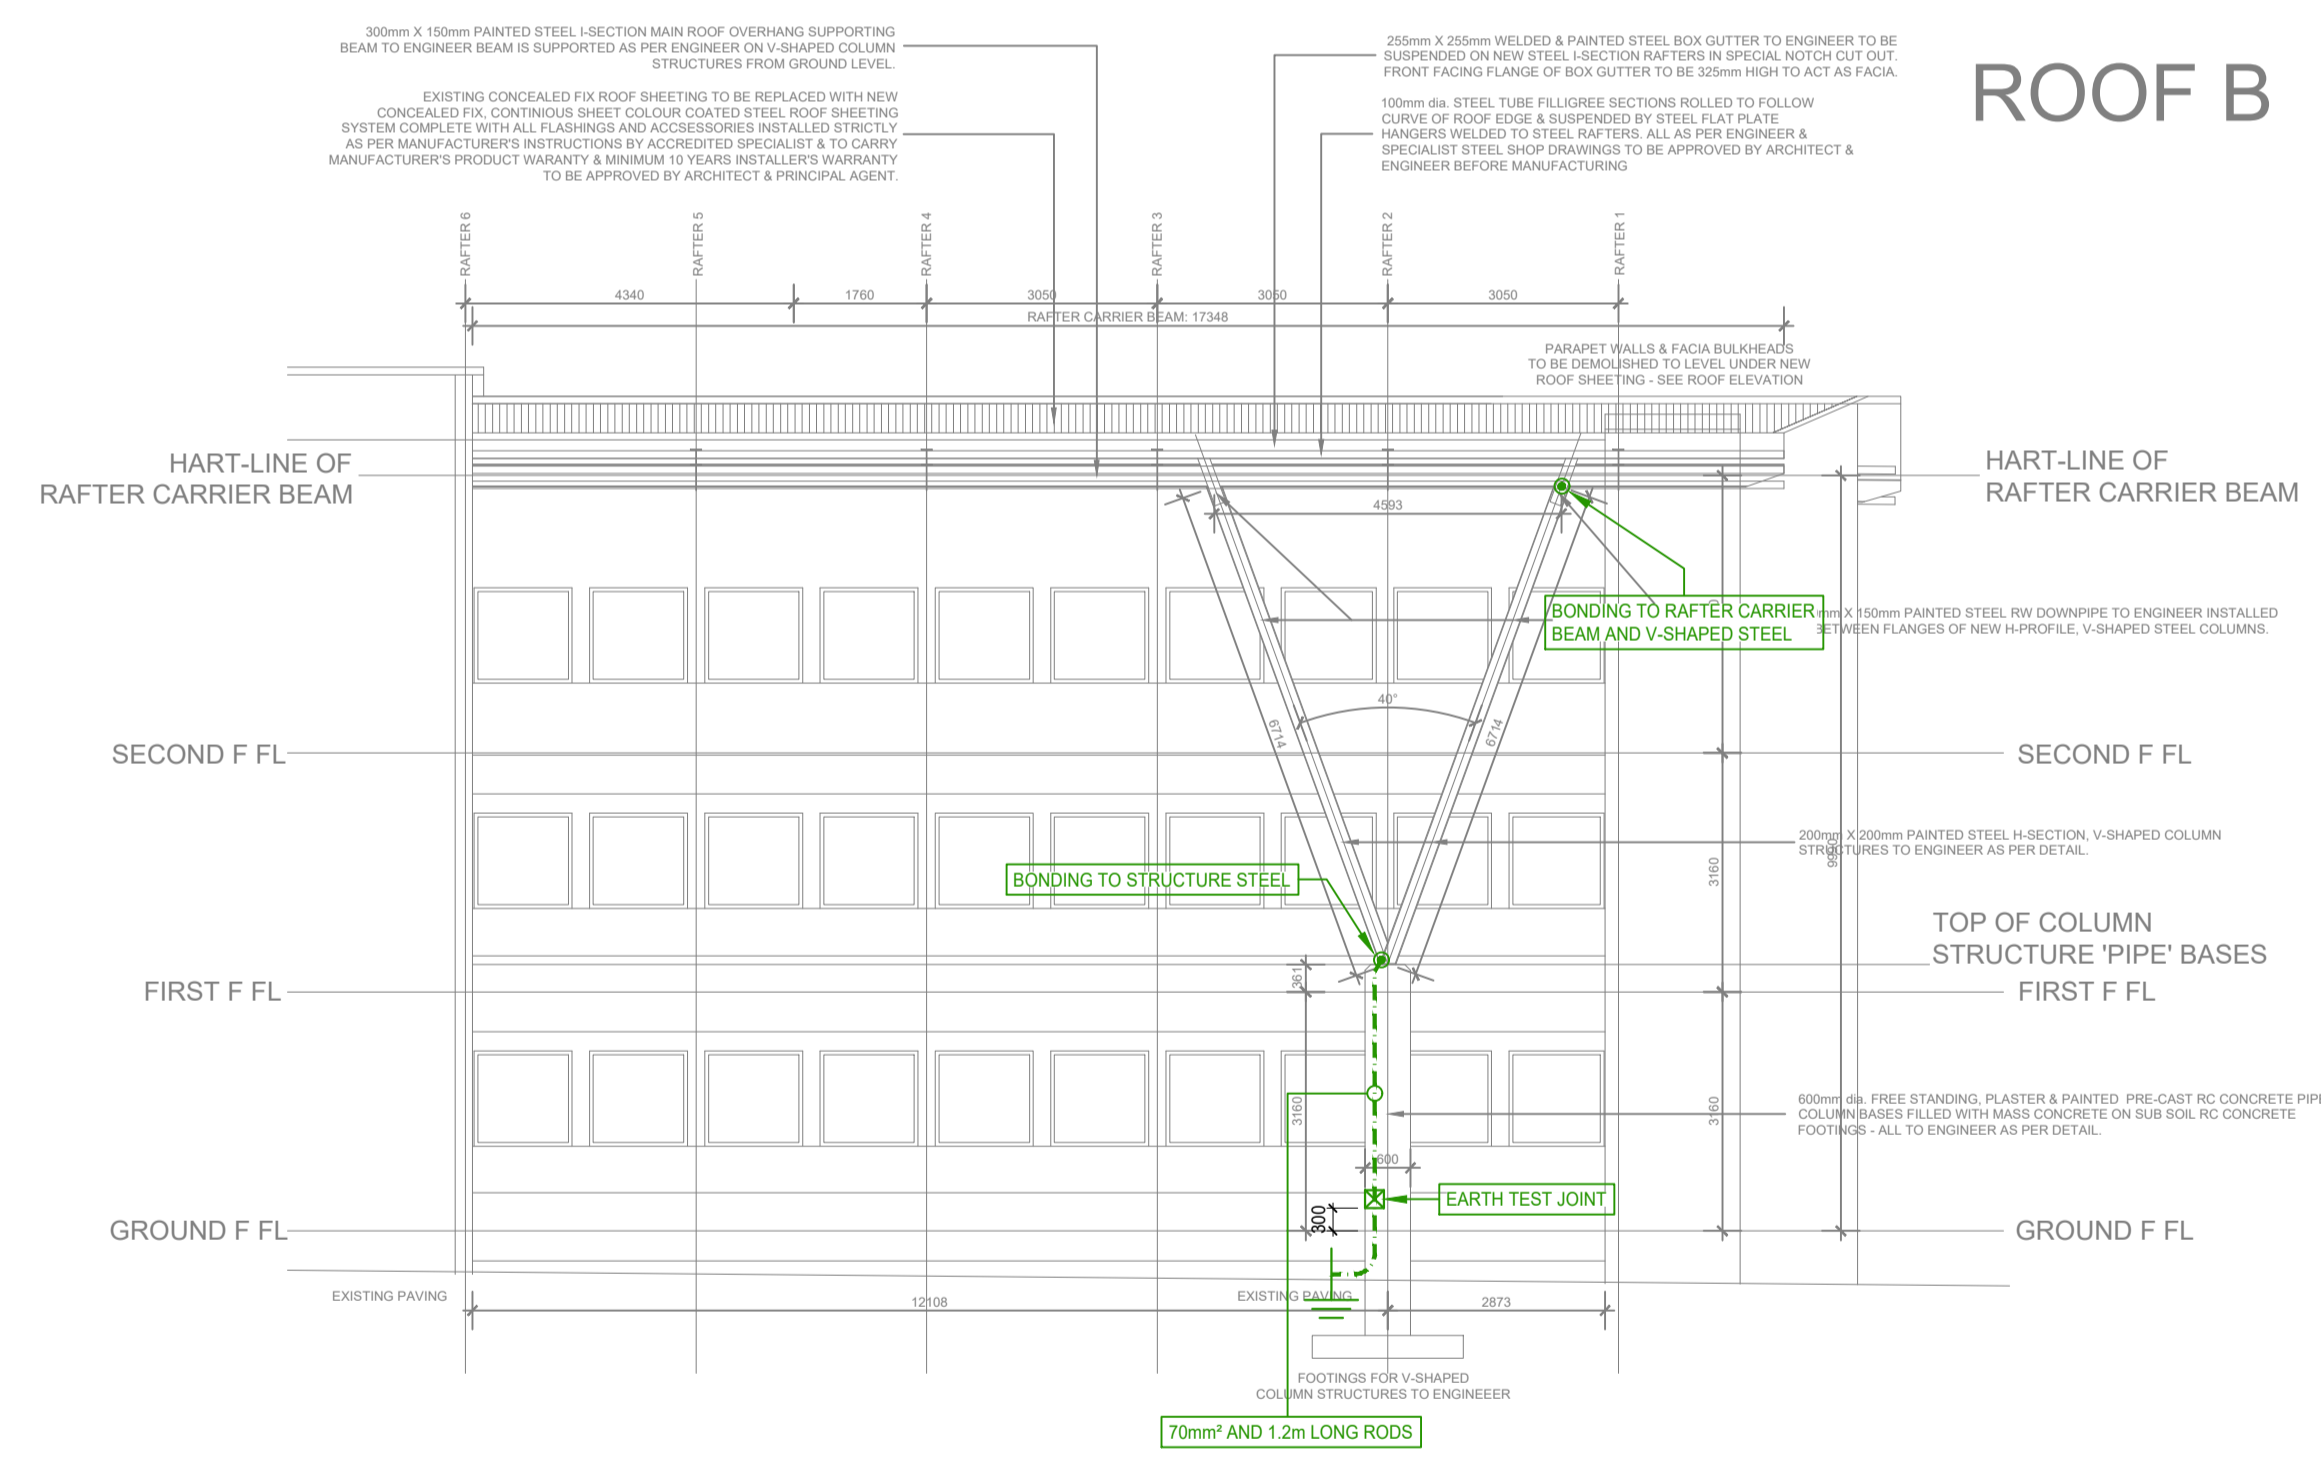 300mm X 150mm PAINTED STEEL I-SECTION MAIN ROOF OVERHANG SUPPORTING
BEAM TO ENGINEER BEAM IS SUPPORTED AS PER ENGINEER ON V-SHAPED COLUMN
STRUCTURES FROM GROUND LEVEL.
EXISTING CONCEALED FIX ROOF SHEETING TO BE REPLACED WITH NEW
CONCEALED FIX, CONTINIOUS SHEET COLOUR COATED STEEL ROOF SHEETING
SYSTEM COMPLETE WITH ALL FLASHINGS AND ACCSESSORIES INSTALLED STRICTLY
AS PER MANUFACTURER'S INSTRUCTIONS BY ACCREDITED SPECIALIST & TO CARRY
MANUFACTURER'S PRODUCT WARANTY & MINIMUM 10 YEARS INSTALLER'S WARRANTY
TO BE APPROVED BY ARCHITECT & PRINCIPAL AGENT.
255mm X 255mm WELDED & PAINTED STEEL BOX GUTTER TO ENGINEER TO BE
SUSPENDED ON NEW STEEL I-SECTION RAFTERS IN SPECIAL NOTCH CUT OUT.
FRONT FACING FLANGE OF BOX GUTTER TO BE 325mm HIGH TO ACT AS FACIA.
100mm dia. STEEL TUBE FILLIGREE SECTIONS ROLLED TO FOLLOW
CURVE OF ROOF EDGE & SUSPENDED BY STEEL FLAT PLATE
HANGERS WELDED TO STEEL RAFTERS. ALL AS PER ENGINEER &
SPECIALIST STEEL SHOP DRAWINGS TO BE APPROVED BY ARCHITECT &
ENGINEER BEFORE MANUFACTURING
ROOF B
RAFTER 6
RAFTER 5
RAFTER 4
RAFTER 3
RAFTER 2
RAFTER 1
4340
1760
3050
3050
3050
RAFTER CARRIER BEAM: 17348
PARAPET WALLS & FACIA BULKHEADS
TO BE DEMOLISHED TO LEVEL UNDER NEW
ROOF SHEETING - SEE ROOF ELEVATION
HART-LINE OF
RAFTER CARRIER BEAM
HART-LINE OF
RAFTER CARRIER BEAM
4593
BONDING TO RAFTER CARRIER
BEAM AND V-SHAPED STEEL
mm X 150mm PAINTED STEEL RW DOWNPIPE TO ENGINEER INSTALLED
BETWEEN FLANGES OF NEW H-PROFILE, V-SHAPED STEEL COLUMNS.
40°
6714
6714
SECOND F FL
SECOND F FL
200mm X 200mm PAINTED STEEL H-SECTION, V-SHAPED COLUMN
STRUCTURES TO ENGINEER AS PER DETAIL.
3160
BONDING TO STRUCTURE STEEL
TOP OF COLUMN
STRUCTURE 'PIPE' BASES
361
FIRST F FL
FIRST F FL
3160
3160
600mm dia. FREE STANDING, PLASTER & PAINTED PRE-CAST RC CONCRETE PIPE
COLUMN BASES FILLED WITH MASS CONCRETE ON SUB SOIL RC CONCRETE
FOOTINGS - ALL TO ENGINEER AS PER DETAIL.
600
EARTH TEST JOINT
300
GROUND F FL
GROUND F FL
EXISTING PAVING
12108
EXISTING PAVING
2873
FOOTINGS FOR V-SHAPED
COLUMN STRUCTURES TO ENGINEEER
70mm² AND 1.2m LONG RODS